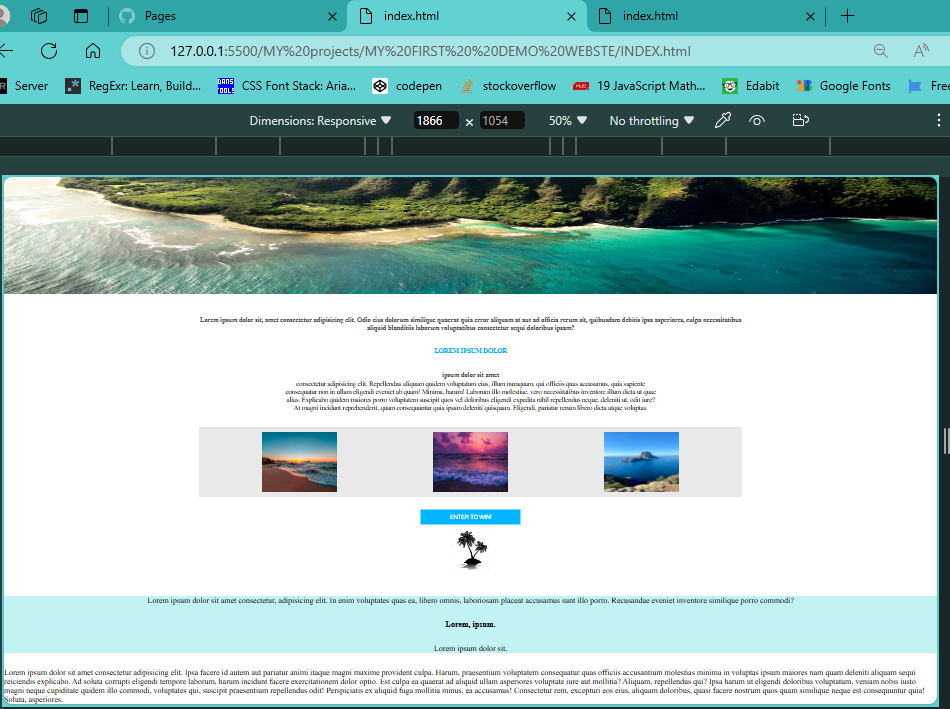 Pages
index.html
index.html
127.0.0.1:5500/MY%20projects/MY%20FIRST%20%20DEMO%20WEBSTE/INDEX.html
Server
RegExr: Learn, Build...
CSS Font Stack: Aria...
codepen
stockoverflow
19 JavaScript Math...
Edabit
Google Fonts
Free
Dimensions: Responsive
1866 × 1054
50%
No throttling
Lorem ipsum dolor sit, amet consectetur adipisicing elit. Odio eius dolorum similique quaerat quia error aliquam at aut ad officia rerum sit, quibusdam debitis ipsa asperiores, culpa necessitatibus
aliquid blanditiis laborum voluptatibus consectetur sequi doloribus ipsam?
LOREM IPSUM DOLOR
ipsum dolor sit amet
consectetur adipisicing elit. Repellendus aliquam quidem voluptatum eius, illum numquam, qui officiis quos accusamus, quia sapiente
consequatur non in ullam eligendi eveniet ab quam! Minima, harum! Laborum illo molestiae, vero necessitatibus inventore illum dicta ut quae
alias. Explicabo quidem maiores porro voluptatem suscipit quos vel doloribus eligendi expedita nihil repellendus neque, deleniti ut, odit iure?
At magni incidunt reprehenderit, quam consequuntur quia ipsam deleniti quisquam. Eligendi, pariatur rerum libero dicta atque voluptas.
ENTER TO WIN!
Lorem ipsum dolor sit amet consectetur, adipisicing elit. In enim voluptates quas ea, libero omnis, laboriosam placeat accusamus sunt illo porro. Recusandae eveniet inventore similique porro commodi?
Lorem, ipsum.
Lorem ipsum dolor sit.
Lorem ipsum dolor sit amet consectetur adipisicing elit. Ipsa facere id autem aut pariatur animi itaque magni maxime provident culpa. Harum, praesentium voluptatem consequatur quas officiis accusantium molestias minima in voluptas ipsum maiores nam quam deleniti aliquam sequi
reiciendis explicabo. Ad soluta corrupti eligendi tempore laborum, harum incidunt facere exercitationem dolor optio. Est culpa ea quaerat ad aliquid ullam asperiores voluptate iure aut mollitia? Aliquam, repellendus qui? Ipsa harum ut eligendi doloribus voluptatum, veniam nobis iusto
magni neque cupiditate quidem illo commodi, voluptates qui, suscipit praesentium repellendus odit! Perspiciatis ex aliquid fuga mollitia minus, ea accusamus! Consectetur rem, excepturi eos eius, aliquam doloribus, quasi facere nostrum quos quam similique neque est consequuntur quia!
Soluta, asperiores.